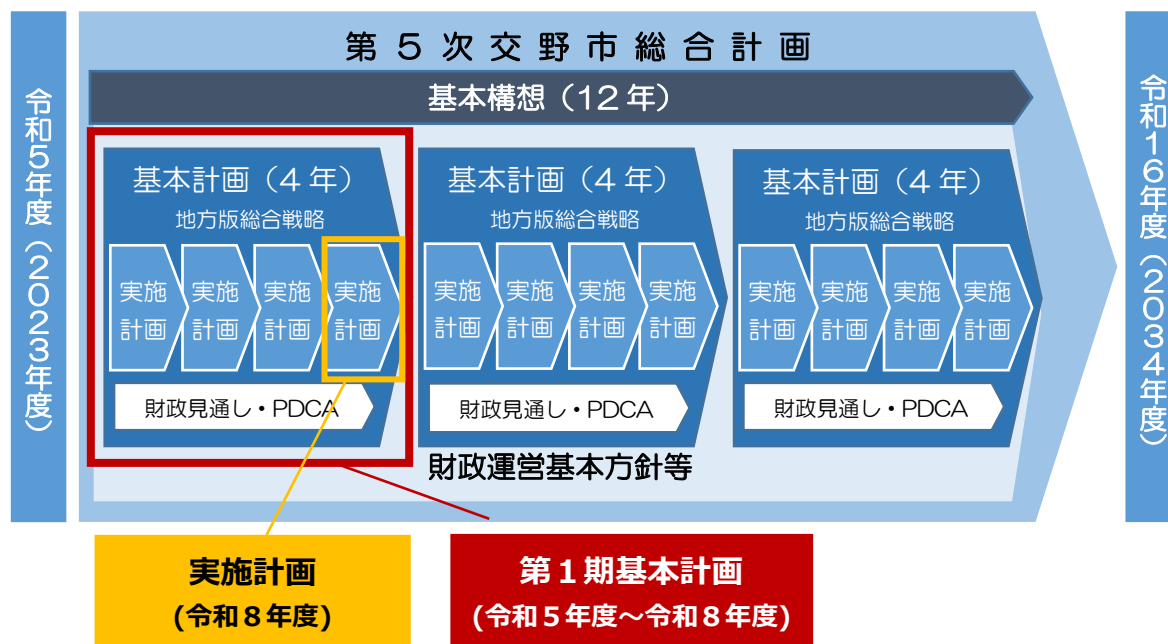 第５次交野市総合計画
基本構想（12年）
令和５年度（２０２３年度）
基本計画（４年）
地方版総合戦略
実施
計画
実施
計画
実施
計画
実施
計画
財政見通し・PDCA
基本計画（４年）
地方版総合戦略
実施
計画
実施
計画
実施
計画
実施
計画
財政見通し・PDCA
基本計画（４年）
地方版総合戦略
実施
計画
実施
計画
実施
計画
実施
計画
財政見通し・PDCA
令和１６年度（２０３４年度）
財政運営基本方針等
実施計画
(令和８年度)
第１期基本計画
(令和５年度～令和８年度)